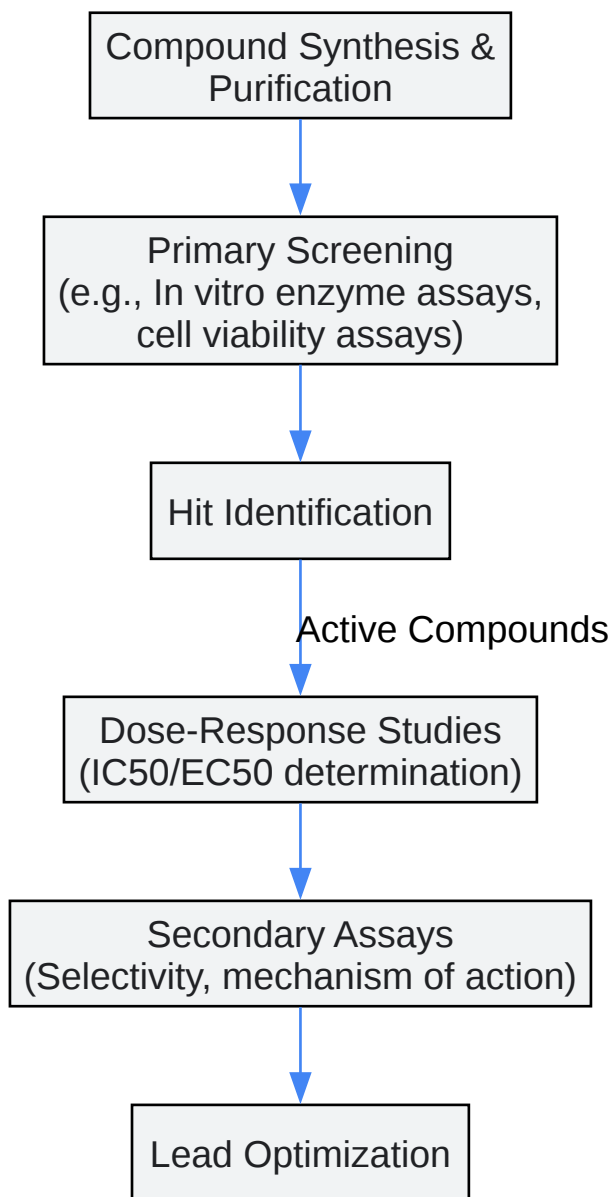 Compound Synthesis &
Purification
Primary Screening
(e.g., In vitro enzyme assays,
cell viability assays)
Hit Identification
Active Compounds
Dose-Response Studies
(IC50/EC50 determination)
Secondary Assays
(Selectivity, mechanism of action)
Lead Optimization